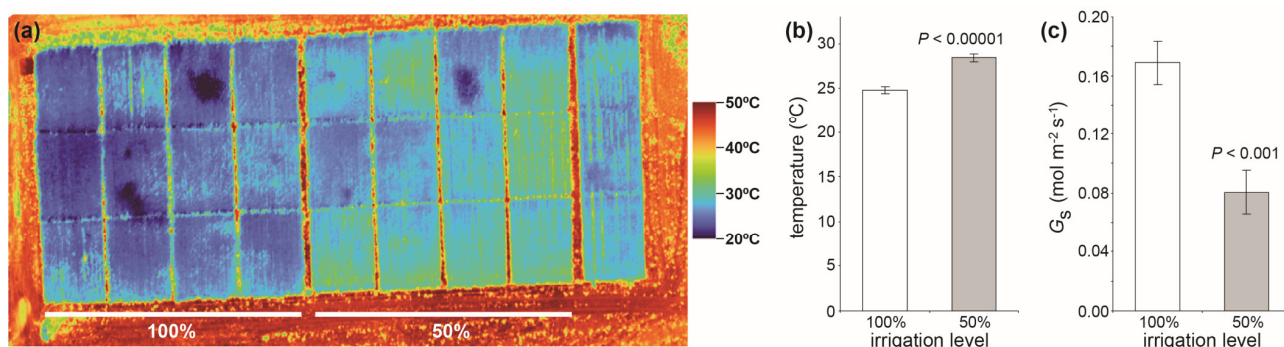 (a)
50ºC
40ºC
30ºC
20ºC
100%
50%
(b)
P < 0.00001
temperature (ºC)
30
25
20
15
10
5
0
100%
50%
irrigation level
(c)
P < 0.001
Gs (mol m-2 s-1)
0.20
0.16
0.12
0.08
0.04
0.00
100%
50%
irrigation level